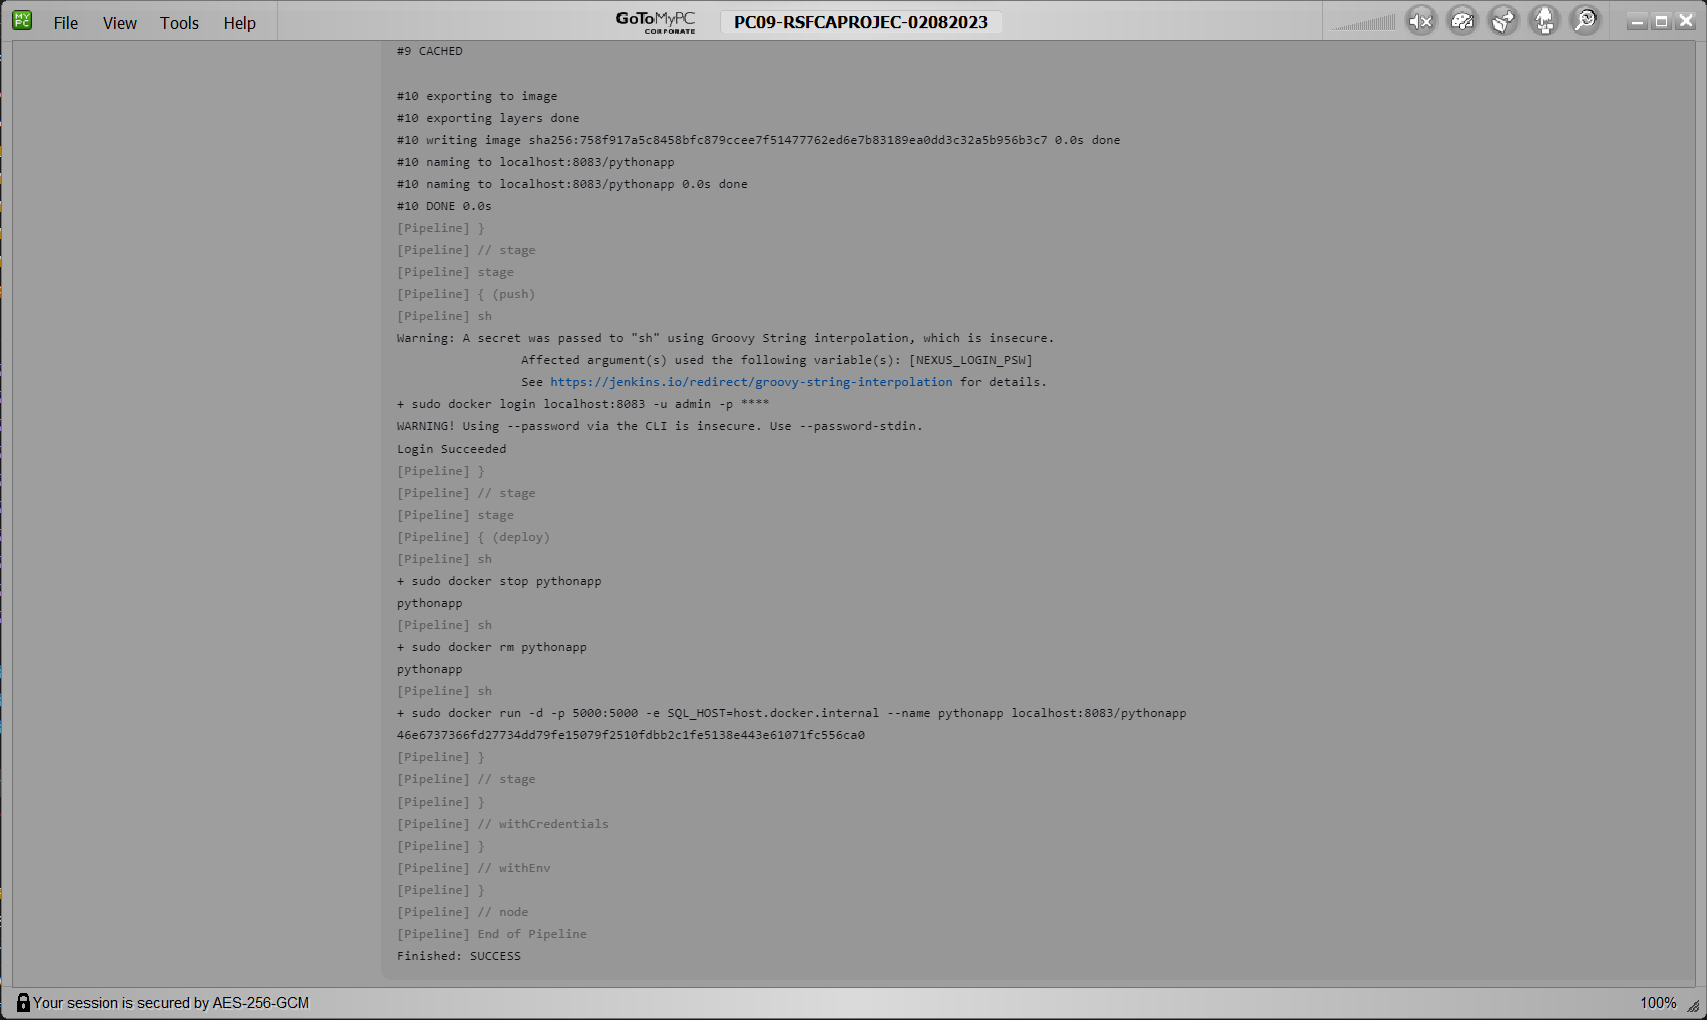 MY
PC
File View Tools Help
GoToMyPC
CORPORATE
PC09-RSFCAPROJEC-02082023
#9 CACHED
#10 exporting to image
#10 exporting layers done
#10 writing image sha256:758f917a5c8458bfc879ccee7f51477762ed6e7b83189ea0dd3c32a5b956b3c7 0.0s done
#10 naming to localhost:8083/pythonapp
#10 naming to localhost:8083/pythonapp 0.0s done
#10 DONE 0.0s
[Pipeline] }
[Pipeline] // stage
[Pipeline] stage
[Pipeline] { (push)
[Pipeline] sh
Warning: A secret was passed to "sh" using Groovy String interpolation, which is insecure.
Affected argument(s) used the following variable(s): [NEXUS_LOGIN_PSW]
See https://jenkins.io/redirect/groovy-string-interpolation for details.
+ sudo docker login localhost:8083 -u admin -p ****
WARNING! Using --password via the CLI is insecure. Use --password-stdin.
Login Succeeded
[Pipeline] }
[Pipeline] // stage
[Pipeline] stage
[Pipeline] { (deploy)
[Pipeline] sh
+ sudo docker stop pythonapp
pythonapp
[Pipeline] sh
+ sudo docker rm pythonapp
pythonapp
[Pipeline] sh
+ sudo docker run -d -p 5000:5000 -e SQL_HOST=host.docker.internal --name pythonapp localhost:8083/pythonapp
46e6737366fd27734dd79fe15079f2510fdbb2c1fe5138e443e61071fc556ca0
[Pipeline] }
[Pipeline] // stage
[Pipeline] }
[Pipeline] // withCredentials
[Pipeline] }
[Pipeline] // withEnv
[Pipeline] }
[Pipeline] // node
[Pipeline] End of Pipeline
Finished: SUCCESS
Your session is secured by AES-256-GCM
100%